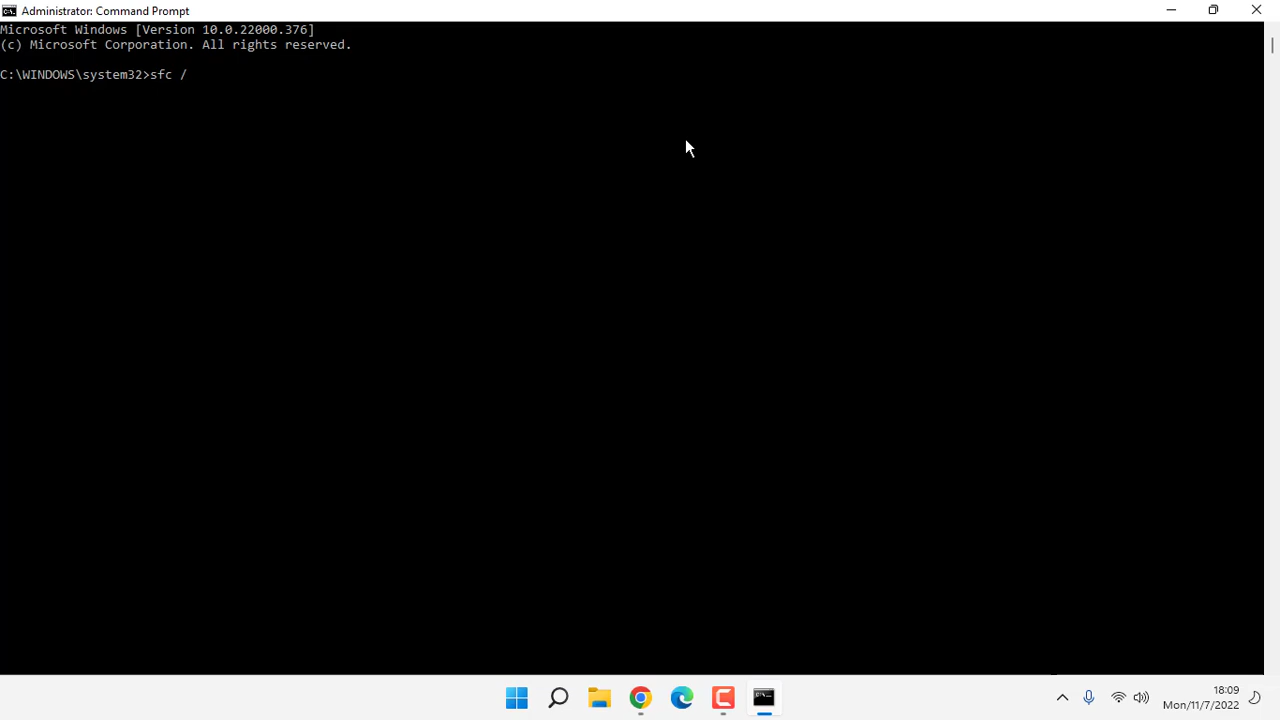 Administrator: Command Prompt
Microsoft Windows [Version 10.0.22000.376]
(c) Microsoft Corporation. All rights reserved.
C:\WINDOWS\system32>sfc /
18:09
Mon/11/7/2022